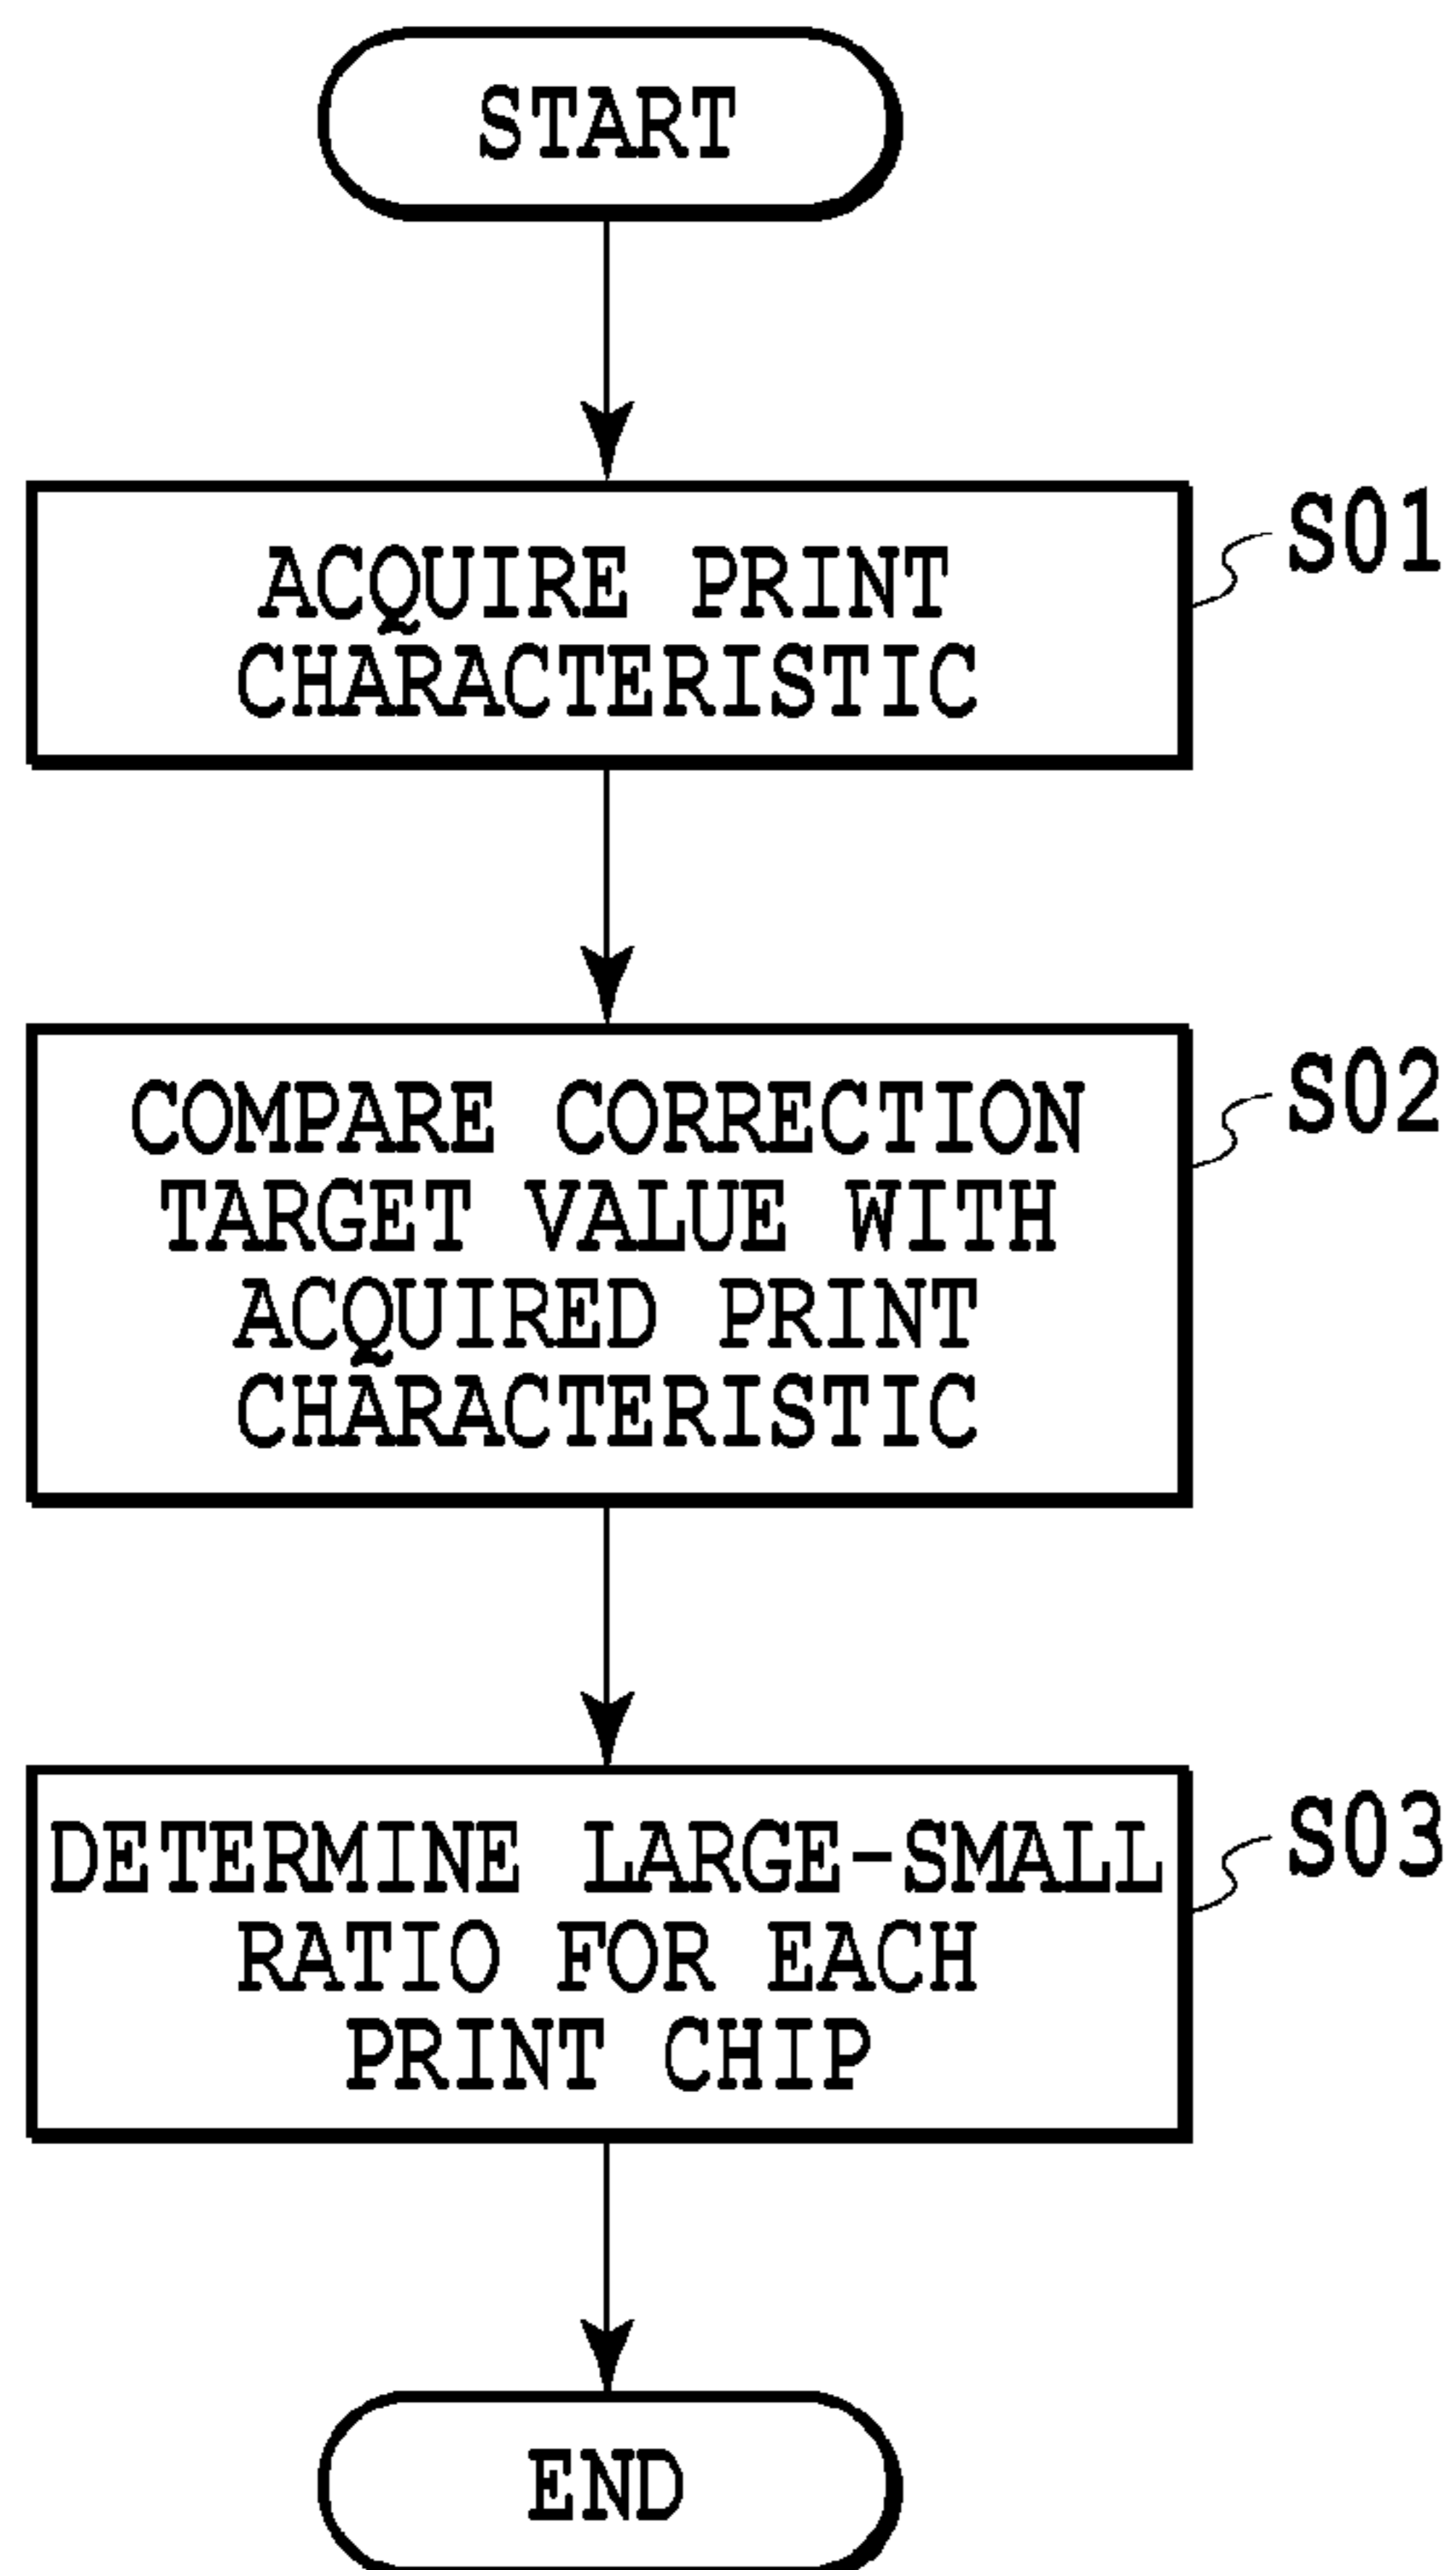 START
ACQUIRE PRINT
CHARACTERISTIC
S01
COMPARE CORRECTION
TARGET VALUE WITH
ACQUIRED PRINT
CHARACTERISTIC
S02
DETERMINE LARGE-SMALL
RATIO FOR EACH
PRINT CHIP
S03
END